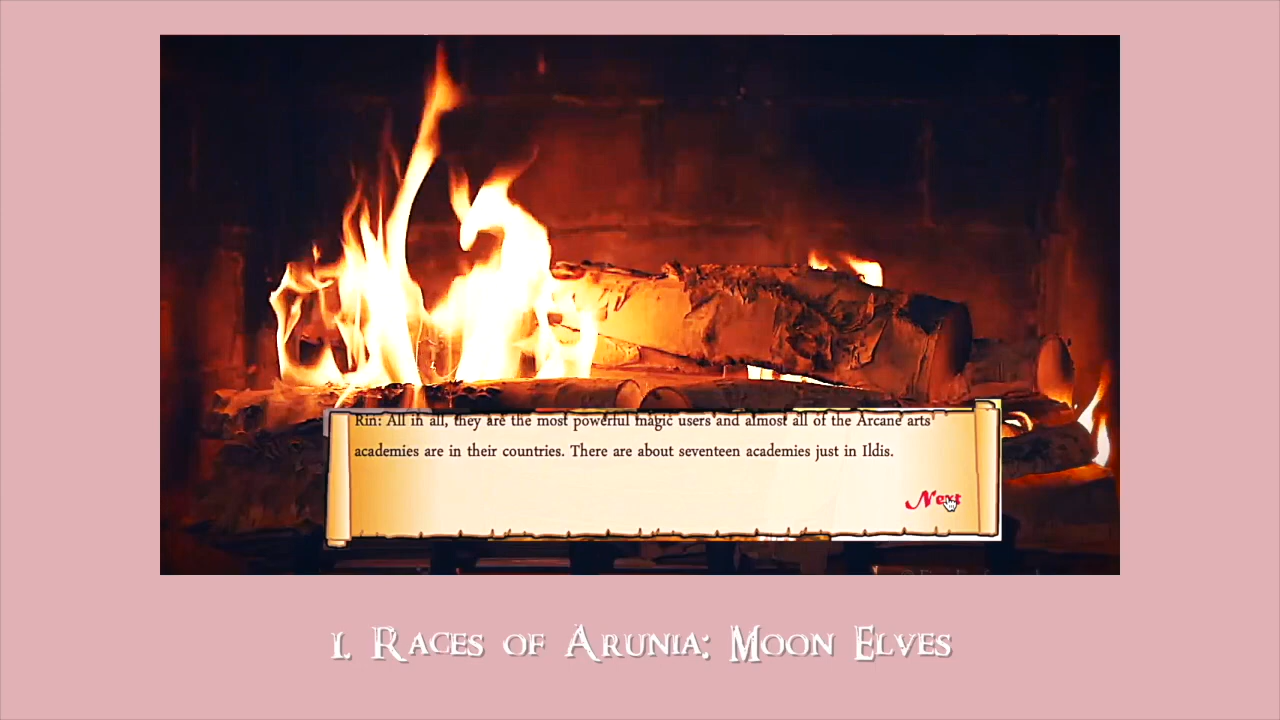 Rin: All in all, they are the most powerful magic users and almost all of the Arcane arts
academies are in their countries. There are about seventeen academies just in Ildis.
Next
1. Races of Arunia: Moon Elves